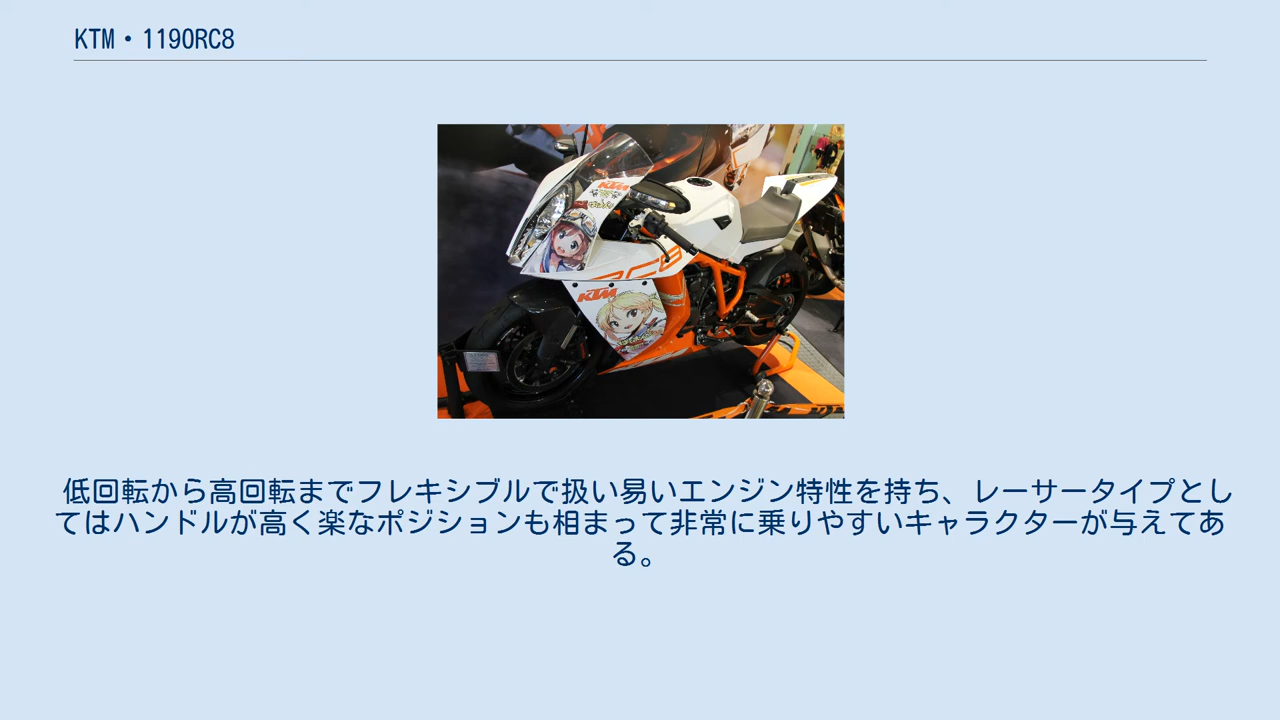 KTM・1190RC8
KTM
RC8
KTM
低回転から高回転までフレキシブルで扱い易いエンジン特性を持ち、レーサータイプとし
てはハンドルが高く楽なポジションも相まって非常に乗りやすいキャラクターが与えてあ
る。